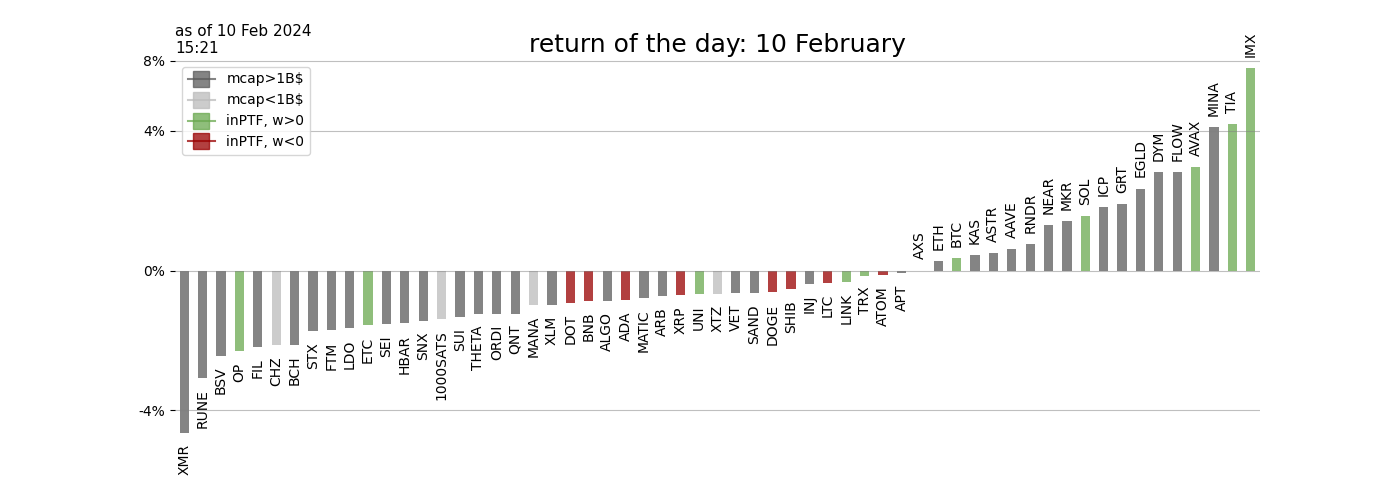 as of 10 Feb 2024
15:21
return of the day: 10 February
8%
4%
0%
-4%
mcap>1B$
mcap<1B$
inPTF, w>0
inPTF, w<0
XMR
RUNE
BSV
OP
FIL
CHZ
BCH
STX
FTM
LDO
ETC
SEI
HBAR
SNX
1000SATS
SUI
THETA
ORDI
QNT
MANA
XLM
DOT
BNB
ALGO
ADA
MATIC
ARB
XRP
UNI
XTZ
VET
SAND
DOGE
SHIB
INJ
LTC
LINK
TRX
ATOM
APT
AXS
ETH
BTC
KAS
ASTR
AAVE
RNDR
NEAR
MKR
SOL
ICP
GRT
EGLD
DYM
FLOW
AVAX
MINA
TIA
IMX